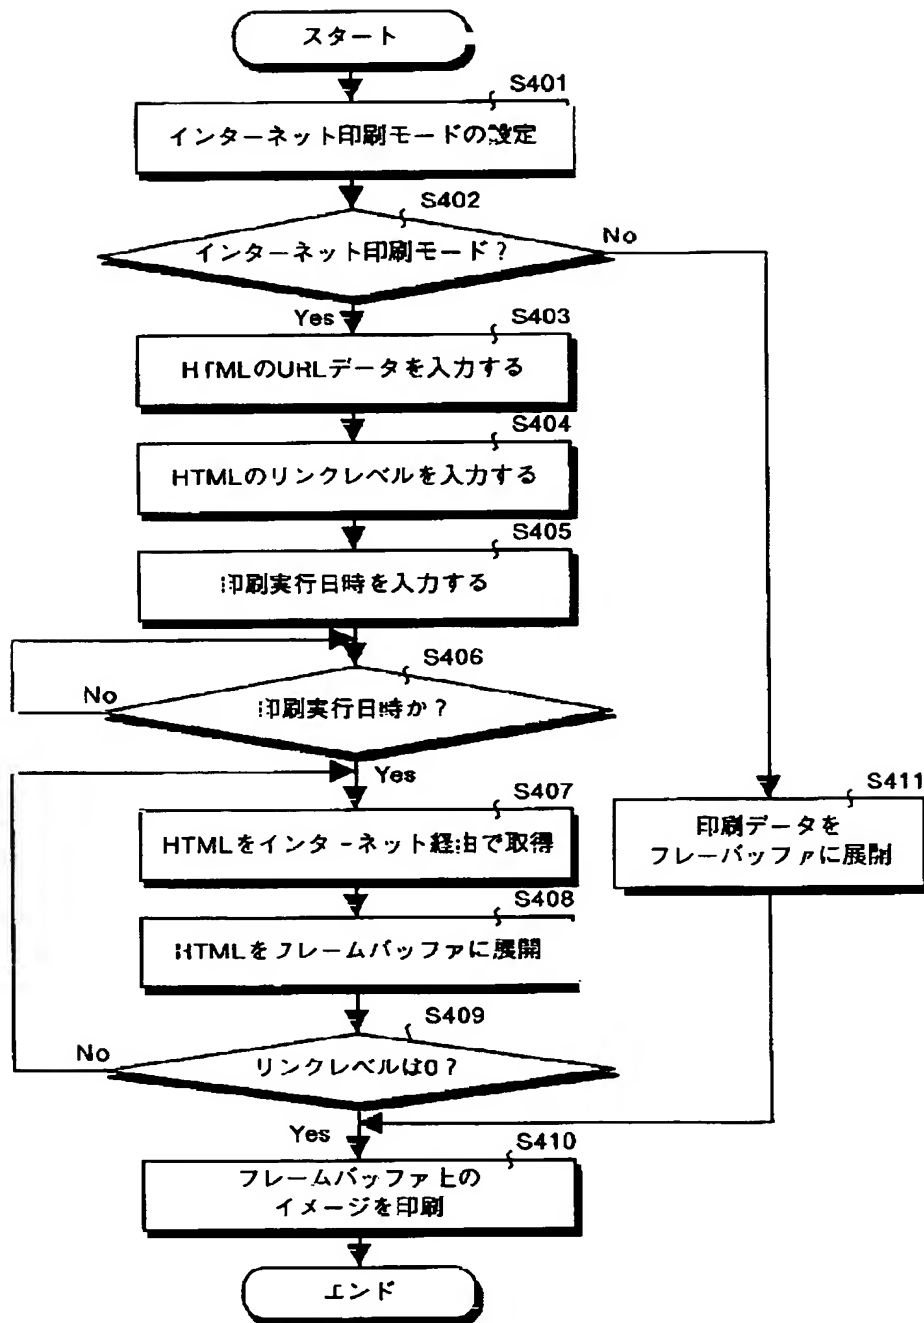 スタート
S401
インターネット印刷モードの設定
S402
インターネット印刷モード？
No
Yes
S403
HTMLのURLデータを入力する
S404
HTMLのリンクレベルを入力する
S405
印刷実行日時を入力する
S406
印刷実行日時か？
No
Yes
S407
HTMLをインターネット経由で取得
S411
印刷データを
フレーバッファに展開
S408
HTMLをフレームバッファに展開
S409
リンクレベルは0？
No
Yes
S410
フレームバッファ上の
イメージを印刷
エンド